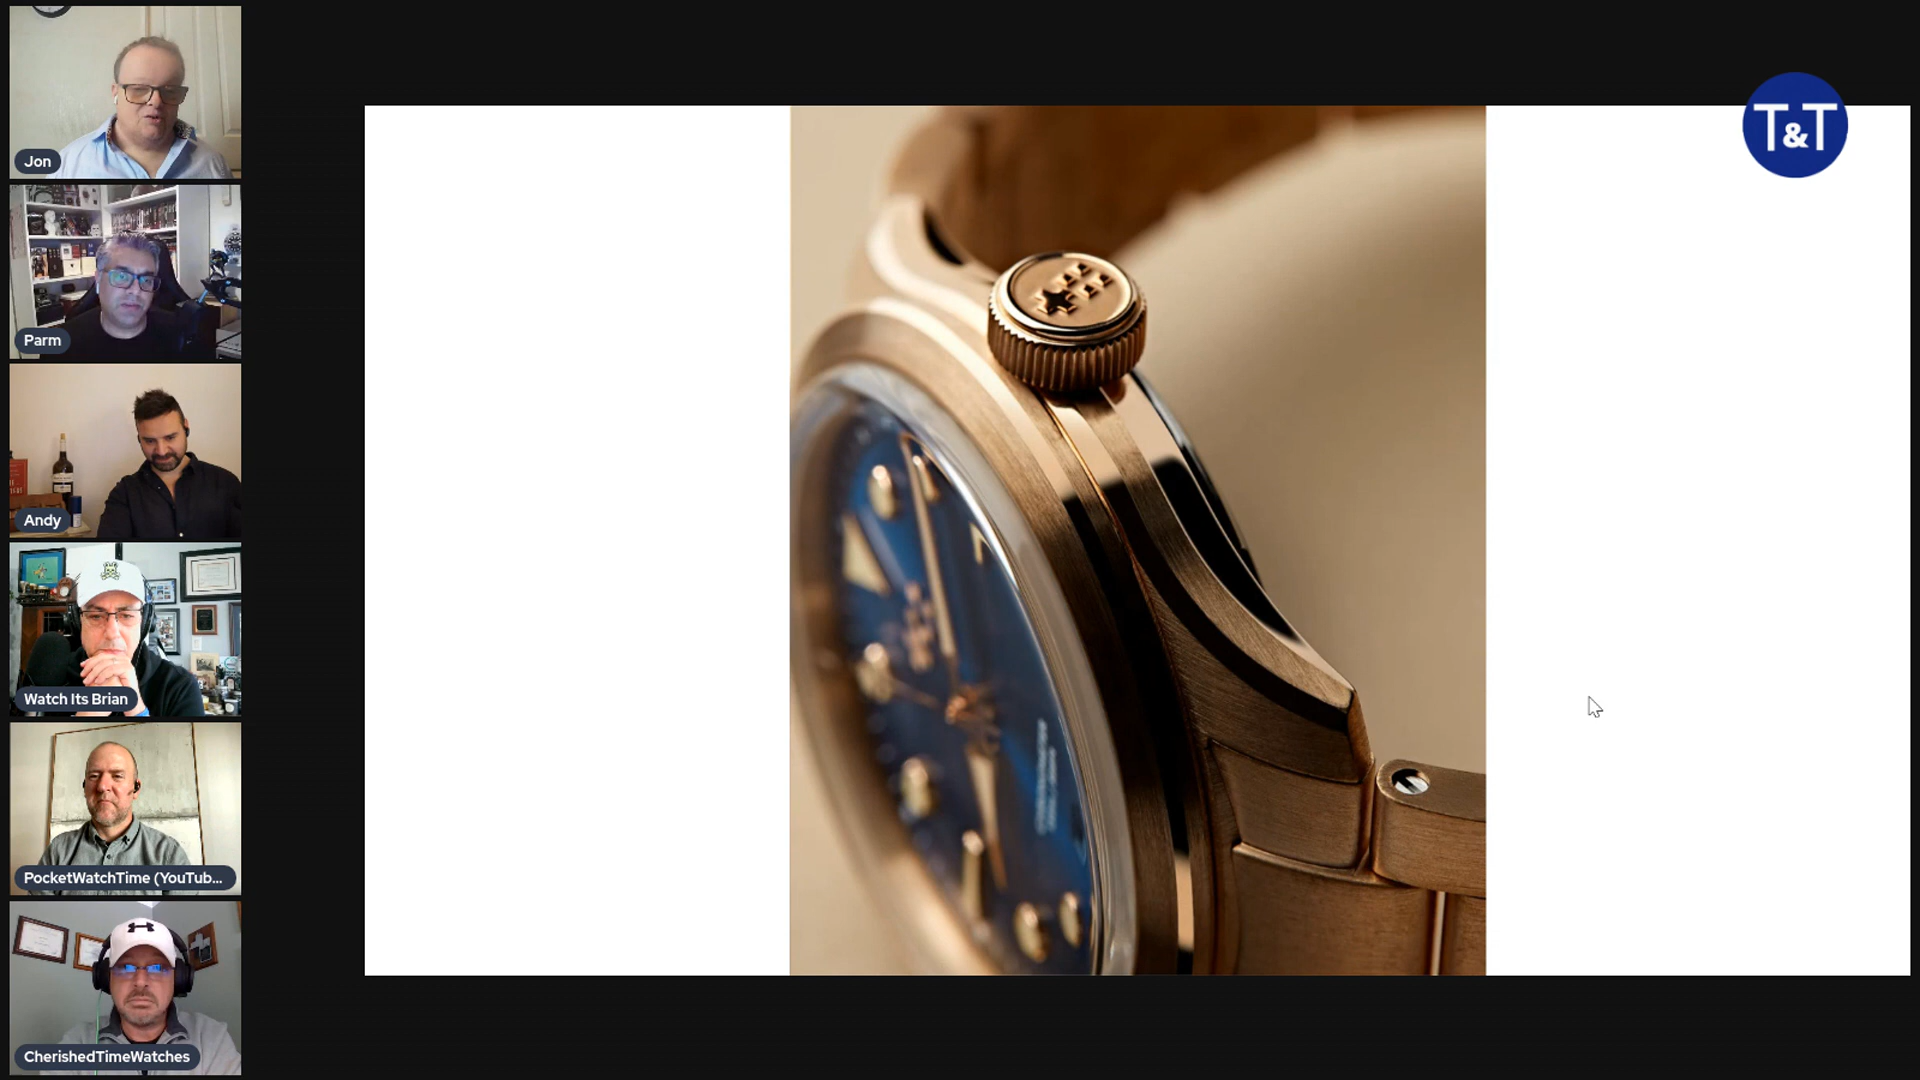 Jon
Parm
Andy
Watch Its Brian
PocketWatchTime (YouTub...
CherishedTimeWatches
T&T